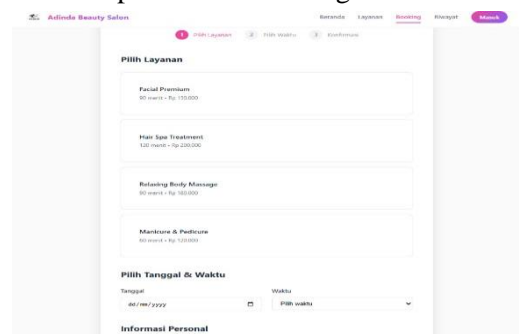 Adinda Beauty Salon
Beranda Layanan Booking Riwayat Masuk
1 Pilih Layanan 2 Pilih Waktu 3 Konfirmasi
Pilih Layanan
Facial Premium
90 menit • Rp 150.000
Hair Spa Treatment
120 menit • Rp 200.000
Relaxing Body Massage
90 menit • Rp 180.000
Manicure & Pedicure
60 menit • Rp 120.000
Pilih Tanggal & Waktu
Tanggal Waktu
dd/mm/yyyy Pilih waktu
Informasi Personal